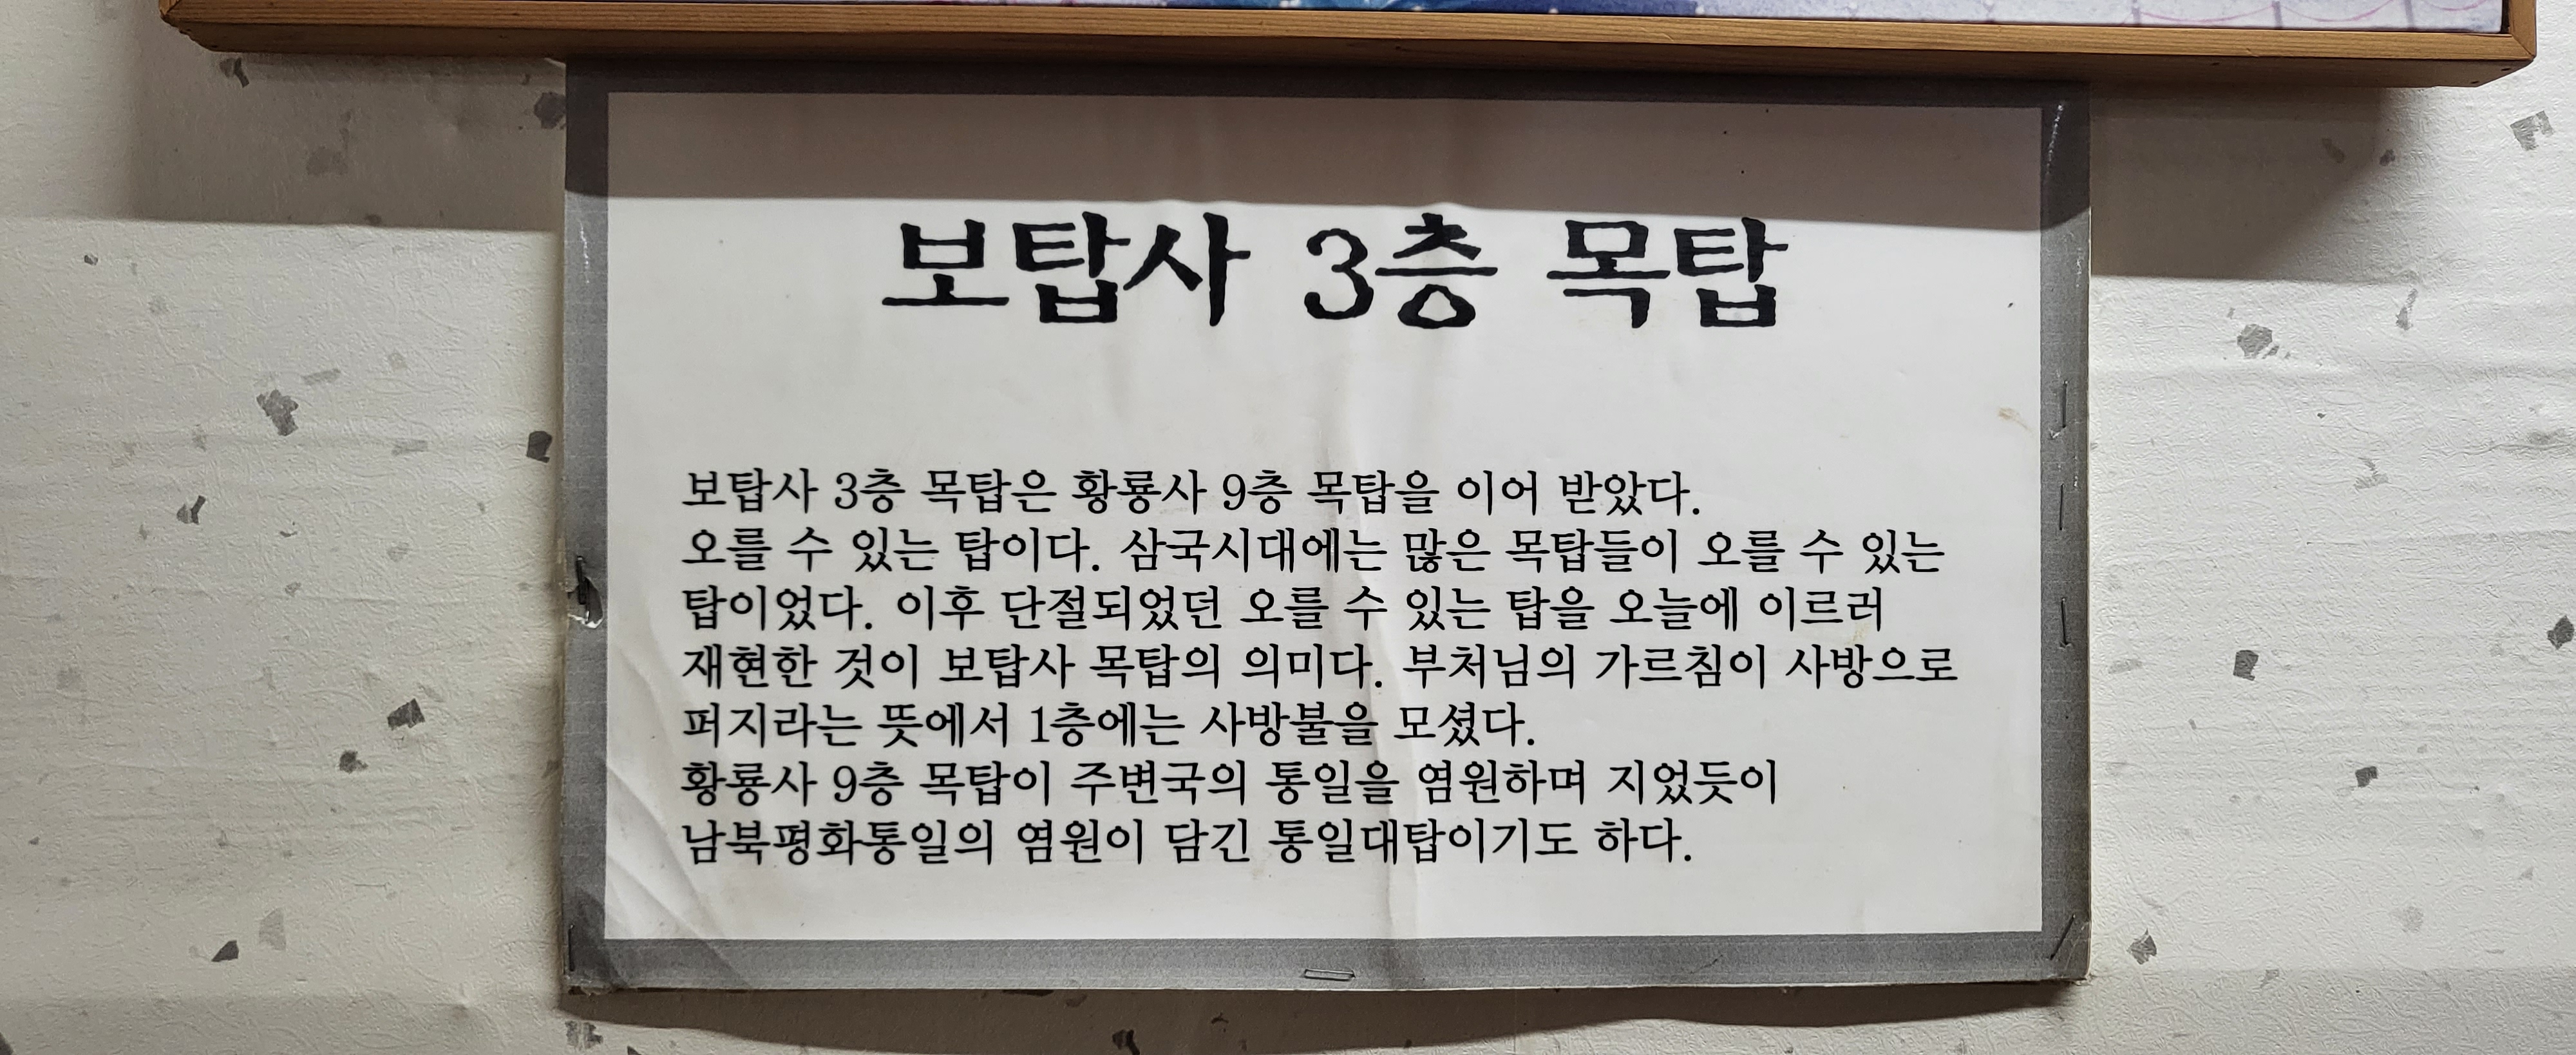 보탑사 3층 목탑
보탑사 3층 목탑은 황룡사 9층 목탑을 이어 받았다.
오를 수 있는 탑이다. 삼국시대에는 많은 목탑들이 오를 수 있는
탑이었다. 이후 단절되었던 오를 수 있는 탑을 오늘에 이르러
재현한 것이 보탑사 목탑의 의미다. 부처님의 가르침이 사방으로
퍼지라는 뜻에서 1층에는 사방불을 모셨다.
황룡사 9층 목탑이 주변국의 통일을 염원하며 지었듯이
남북평화통일의 염원이 담긴 통일대탑이기도 하다.